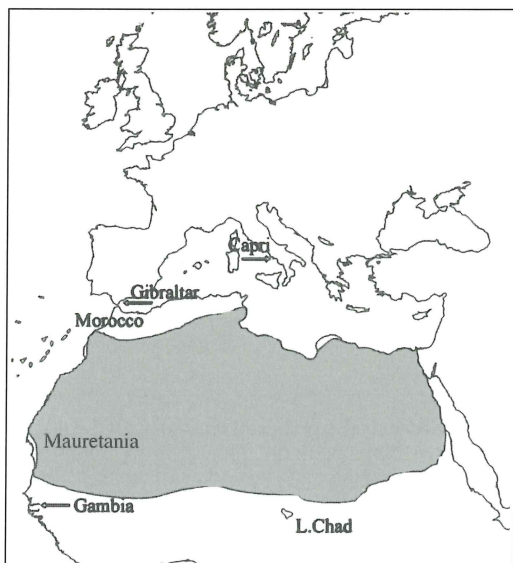 Capri
Gibraltar
Morocco
Mauretania
Gambia
L.Chad